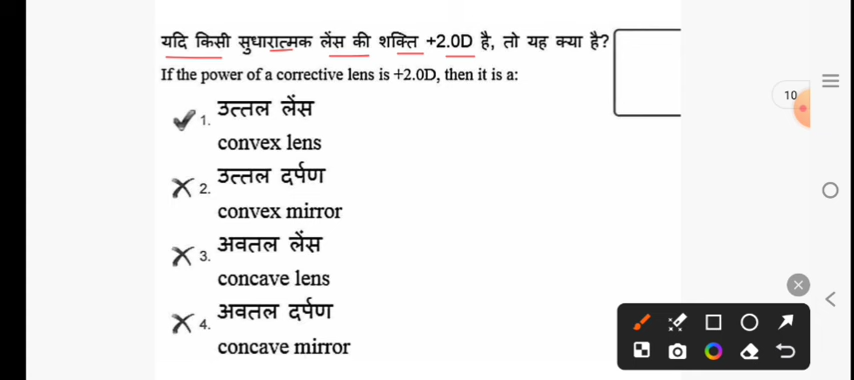 यदि किसी सुधारात्मक लेंस की शक्ति +2.0D है, तो यह क्या है?
If the power of a corrective lens is +2.0D, then it is a:
1. उत्तल लेंस
convex lens
2. उत्तल दर्पण
convex mirror
3. अवतल लेंस
concave lens
4. अवतल दर्पण
concave mirror
10